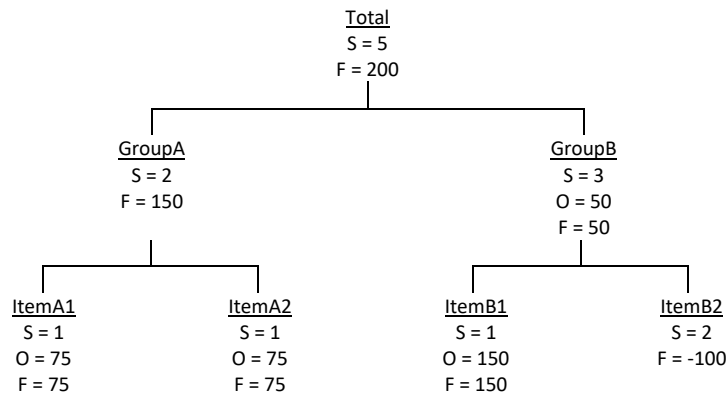 Total
S = 5
F = 200
GroupA
S = 2
F = 150
GroupB
S = 3
O = 50
F = 50
ItemA1
S = 1
O = 75
F = 75
ItemA2
S = 1
O = 75
F = 75
ItemB1
S = 1
O = 150
F = 150
ItemB2
S = 2
F = -100